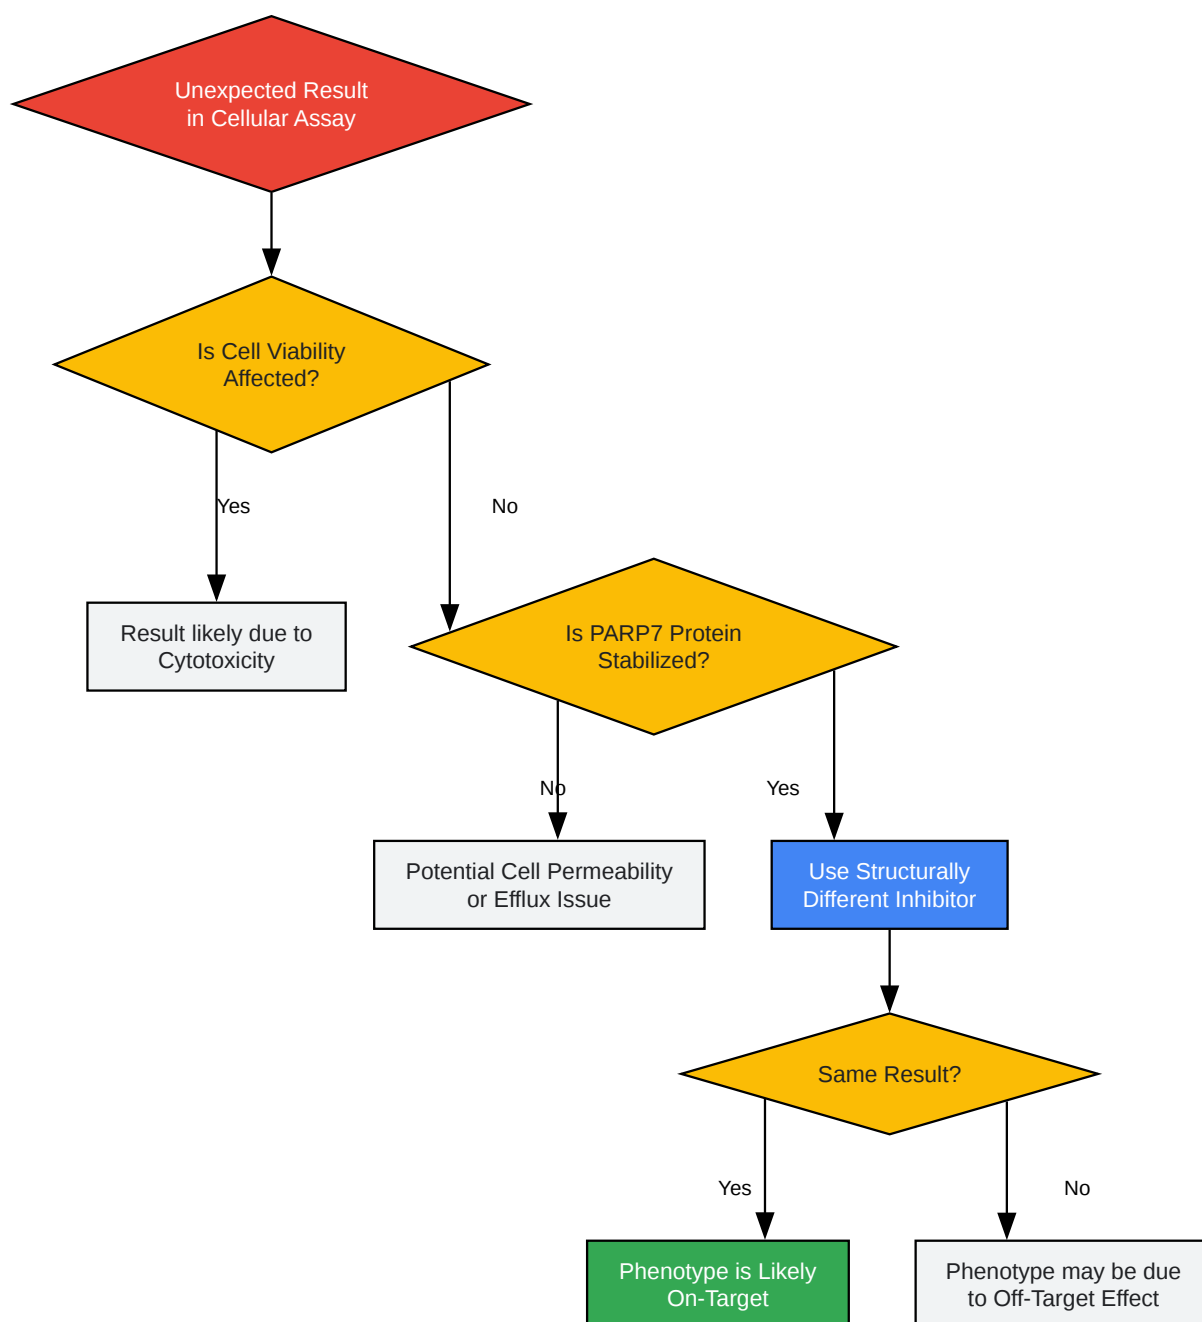 Unexpected Result
in Cellular Assay
Is Cell Viability
Affected?
Yes
No
Result likely due to
Cytotoxicity
Is PARP7 Protein
Stabilized?
No
Yes
Potential Cell Permeability
or Efflux Issue
Use Structurally
Different Inhibitor
Same Result?
Yes
No
Phenotype is Likely
On-Target
Phenotype may be due
to Off-Target Effect